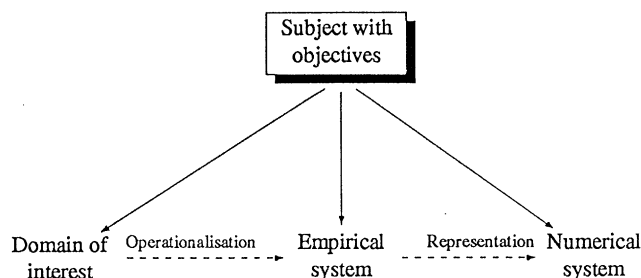 Subject with
objectives
Domain of
interest
Operationalisation
Empirical
system
Representation
Numerical
system